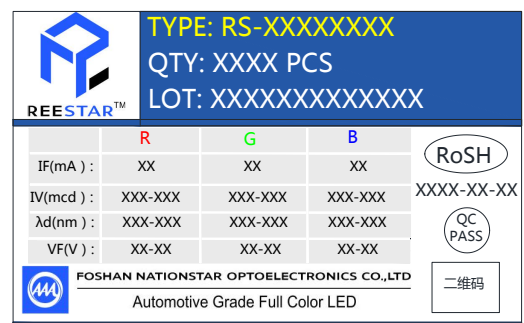 REESTAR™
TYPE: RS-XXXXXXXX
QTY: XXXX PCS
LOT: XXXXXXXXXXXXX
R G B
IF(mA ) : XX XX XX
IV(mcd ) : XXX-XXX XXX-XXX XXX-XXX
λd(nm ) : XXX-XXX XXX-XXX XXX-XXX
VF(V ) : XX-XX XX-XX XX-XX
RoSH
XXXX-XX-XX
QC
PASS
FOSHAN NATIONSTAR OPTOELECTRONICS CO.,LTD
Automotive Grade Full Color LED
二维码